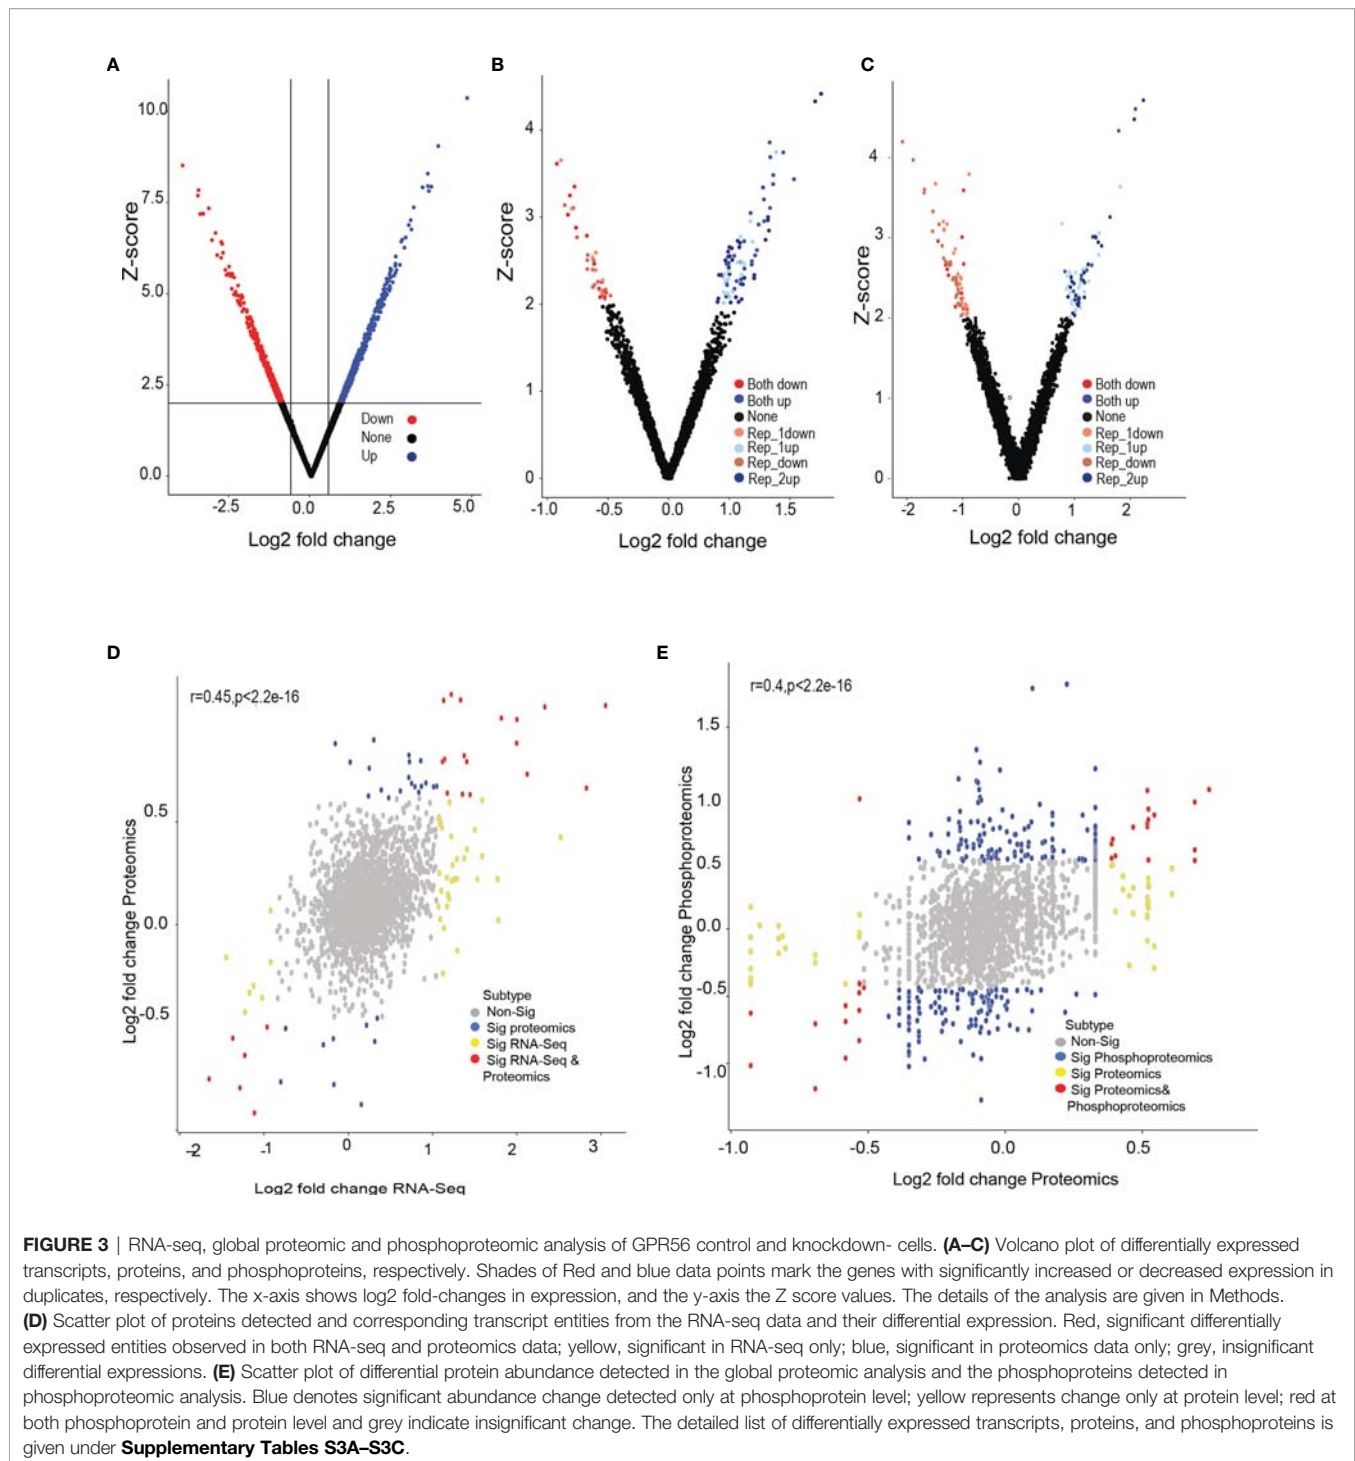 A
10.0
7.5
5.0
2.5
0.0
Z-score
-2.5
0.0
2.5
5.0
Log2 fold change
Down
None
Up
B
4
3
2
1
0
Z-score
-1.0
-0.5
0.0
1.0
1.5
Log2 fold change
Both down
Both up
None
Rep_1down
Rep_1up
Rep_down
Rep_2up
C
4
3
2
1
0
Z-score
-2
-1
0
1
2
Log2 fold change
Both down
Both up
None
Rep_1down
Rep_1up
Rep_down
Rep_2up
D
r=0.45,p<2.2e-16
0.5
0.0
-0.5
Log2 fold change Proteomics
Subtype
Non-Sig
Sig proteomics
Sig RNA-Seq
Sig RNA-Seq &
Proteomics
-2
-1
0
1
2
3
Log2 fold change RNA-Seq
E
r=0.4,p<2.2e-16
1.5
1.0
0.5
0.0
-0.5
-1.0
Log2 fold change Phosphoproteomics
Subtype
Non-Sig
Sig Phosphoproteomics
Sig Proteomics
Sig Proteomics&
Phosphoproteomics
-1.0
-0.5
0.0
0.5
Log2 fold change Proteomics
FIGURE 3 | RNA-seq, global proteomic and phosphoproteomic analysis of GPR56 control and knockdown- cells. (A–C) Volcano plot of differentially expressed
transcripts, proteins, and phosphoproteins, respectively. Shades of Red and blue data points mark the genes with significantly increased or decreased expression in
duplicates, respectively. The x-axis shows log2 fold-changes in expression, and the y-axis the Z score values. The details of the analysis are given in Methods.
(D) Scatter plot of proteins detected and corresponding transcript entities from the RNA-seq data and their differential expression. Red, significant differentially
expressed entities observed in both RNA-seq and proteomics data; yellow, significant in RNA-seq only; blue, significant in proteomics data only; grey, insignificant
differential expressions. (E) Scatter plot of differential protein abundance detected in the global proteomic analysis and the phosphoproteins detected in
phosphoproteomic analysis. Blue denotes significant abundance change detected only at phosphoprotein level; yellow represents change only at protein level; red at
both phosphoprotein and protein level and grey indicate insignificant change. The detailed list of differentially expressed transcripts, proteins, and phosphoproteins is
given under Supplementary Tables S3A–S3C.